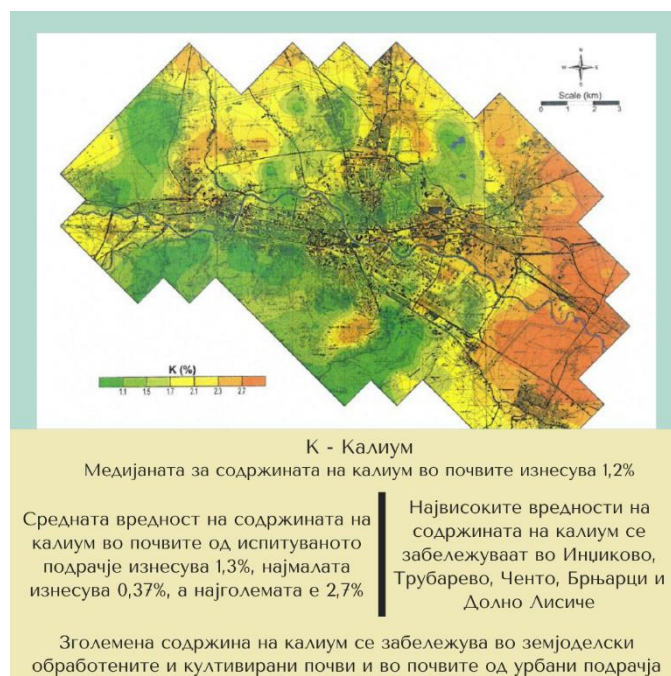 N
W E
S
Scale (km)
0 1 2 3
K (%)
1.1 1.5 1.7 2.1 2.3 2.7
К - Калиум
Медијаната за содржината на калиум во почвите изнесува 1,2%
Средната вредност на содржината на
калиум во почвите од испитуваното
подрачје изнесува 1,3%, најмалата
изнесува 0,37%, а најголемата е 2,7%
Највисоките вредности на
содржината на калиум се
забележуваат во Инџиково,
Трубарево, Ченто, Брњарци и
Долно Лисиче
Зголемена содржина на калиум се забележува во земјоделски
обработените и култивирани почви и во почвите од урбани подрачја